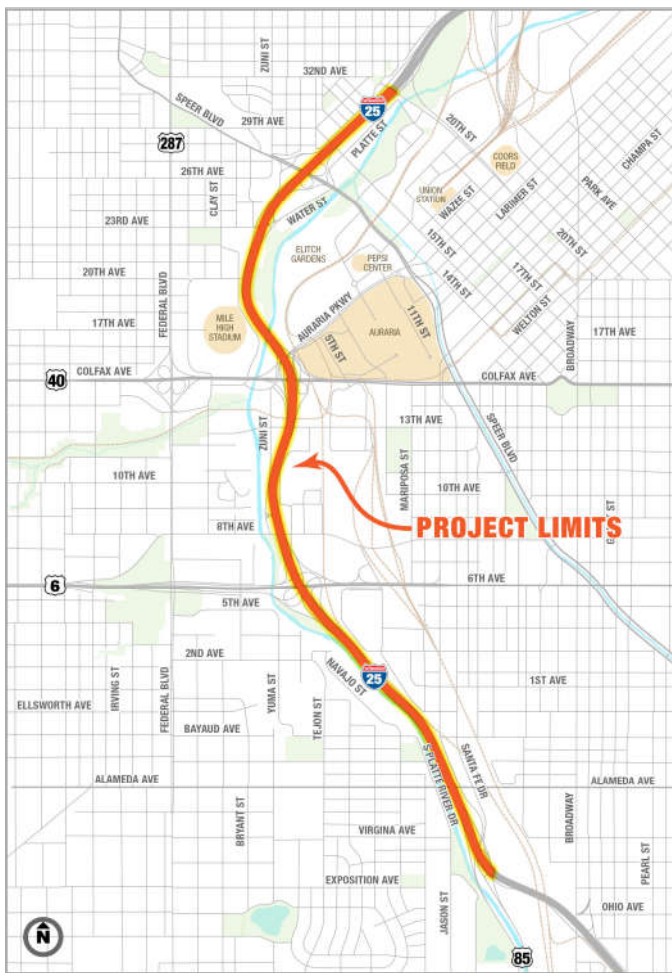 ZUNI ST
32ND AVE
SPEER BLVD
25
29TH AVE
PLATTE ST
287
20TH ST
COORS
FIELD
CHAMPA ST
26TH AVE
CLAY ST
UNION
STATION
WAZEE ST
LARIMER ST
PARK AVE
23RD AVE
WATER ST
15TH ST
20TH ST
ELITCH
GARDENS
PEPSI
CENTER
14TH ST
17TH ST
20TH AVE
FEDERAL BLVD
WELTON ST
17TH AVE
MILE
HIGH
STADIUM
AURARIA PKWY
5TH ST
AURARIA
11TH ST
BROADWAY
17TH AVE
40
COLFAX AVE
COLFAX AVE
ZUNI ST
13TH AVE
SPEER BLVD
MARIPOSA ST
10TH AVE
10TH AVE
8TH AVE
PROJECT LIMITS
6
6TH AVE
5TH AVE
2ND AVE
NAVAJO ST
25
1ST AVE
IRVING ST
FEDERAL BLVD
YUMA ST
TEJON ST
ELLSWORTH AVE
BAYAUD AVE
S PLATTE RIVER DR
SANTA FE DR
ALAMEDA AVE
ALAMEDA AVE
BRYANT ST
VIRGINA AVE
BROADWAY
PEARL ST
EXPOSITION AVE
JASON ST
OHIO AVE
N
85